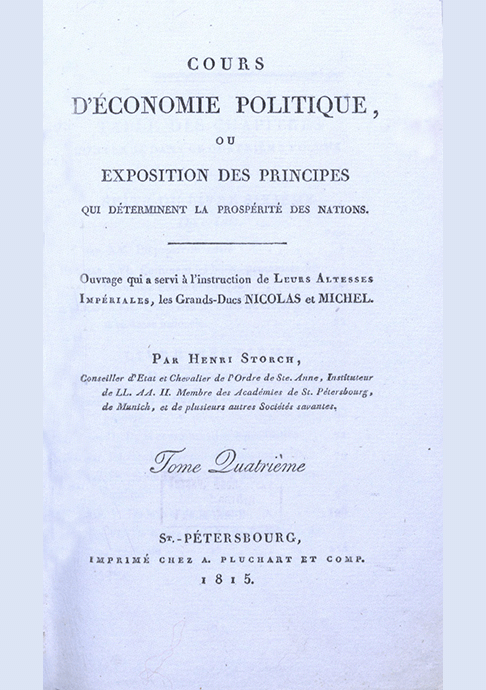 COURS
D'ÉCONOMIE POLITIQUE,
OU
EXPOSITION DES PRINCIPES
QUI DÉTERMINENT LA PROSPÉRITÉ DES NATIONS.
Ouvrage qui a servi à l'instruction de LEURS ALTESSES
IMPÉRIALES, les Grands-Ducs NICOLAS et MICHEL.
PAR HENRI STORCH,
Conseiller d'Etat et Chevalier de l'Ordre de Ste. Anne, Instituteur
de LL. AA. II. Membre des Académies de St. Pétersbourg,
de Munich, et de plusieurs autres Sociétés savantes.
Tome Quatrième
ST.-PÉTERSBOURG,
IMPRIMÉ CHEZ A. PLUCHART ET COMP.
1815.